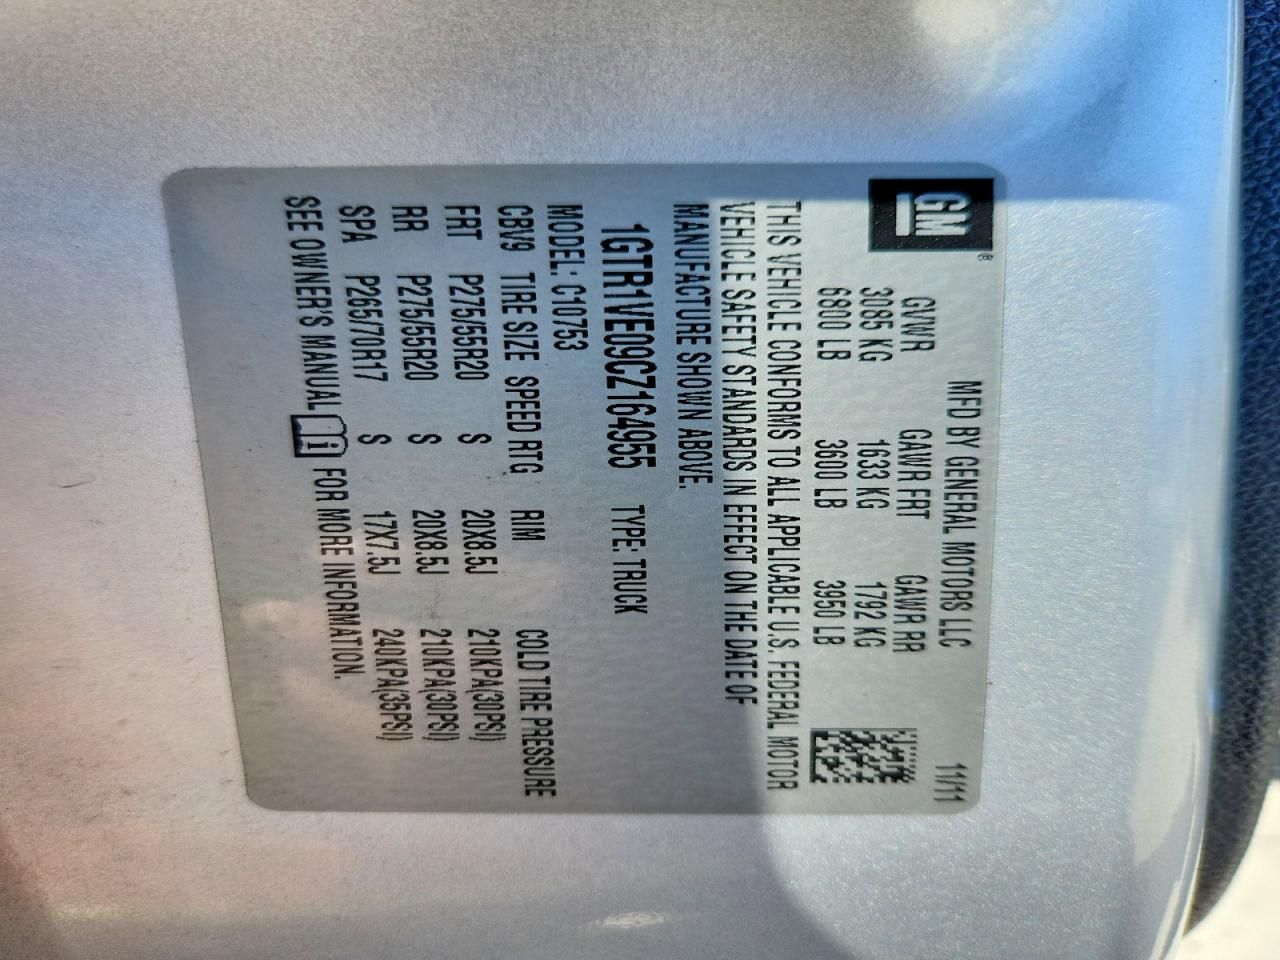 GM®
MFD BY GENERAL MOTORS LLC 11/11
GVWR GAWR FRT GAWR RR
3085 KG 1633 KG 1792 KG
6800 LB 3600 LB 3950 LB
THIS VEHICLE CONFORMS TO ALL APPLICABLE U.S. FEDERAL MOTOR
VEHICLE SAFETY STANDARDS IN EFFECT ON THE DATE OF
MANUFACTURE SHOWN ABOVE.
1GTR1VE09CZ164955 TYPE: TRUCK
MODEL: C10753
CBV9 TIRE SIZE SPEED RTG RIM COLD TIRE PRESSURE
FRT P275/55R20 S 20X8.5J 210KPA(30PSI)
RR P275/55R20 S 20X8.5J 210KPA(30PSI)
SPA P265/70R17 S 17X7.5J 240KPA(35PSI)
SEE OWNER'S MANUAL i FOR MORE INFORMATION.